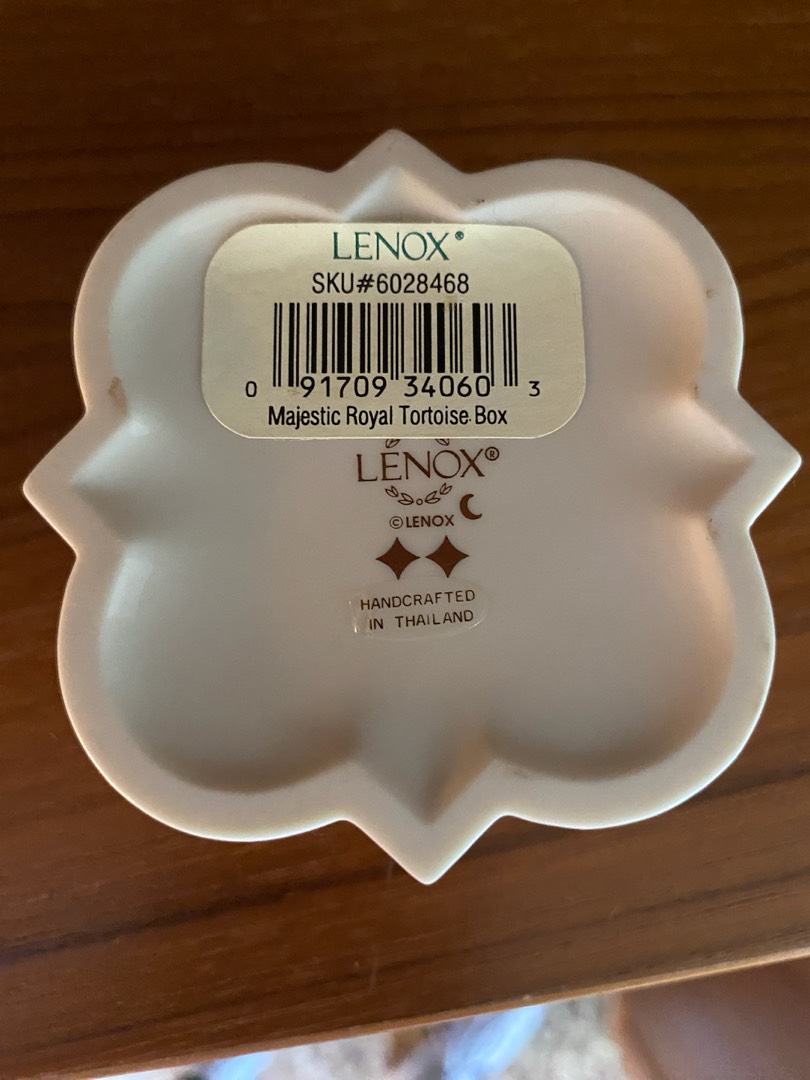 LENOX®
SKU#6028468
0 91709 34060 3
Majestic Royal Tortoise Box
LENOX®
©LENOX
HANDCRAFTED
IN THAILAND